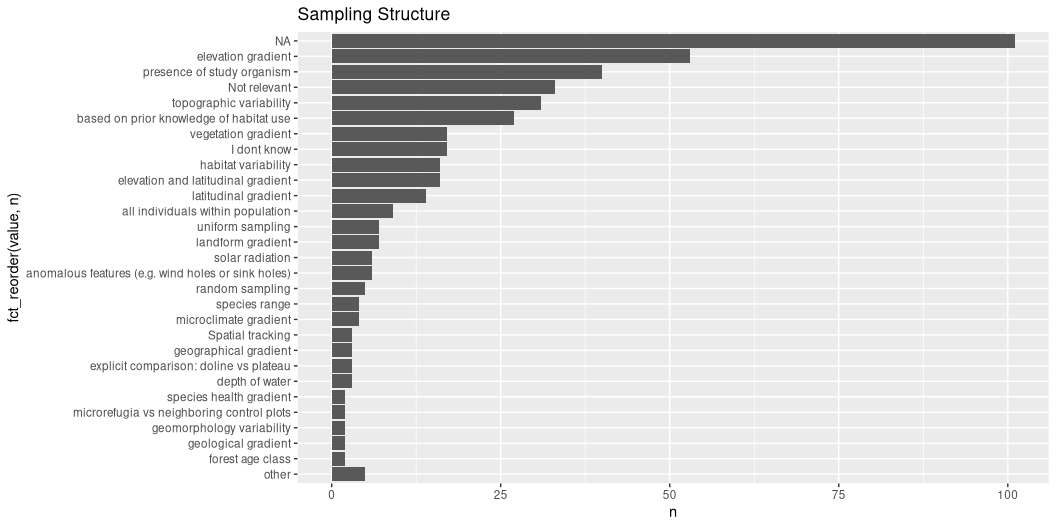 Sampling Structure
NA
elevation gradient
presence of study organism
Not relevant
topographic variability
based on prior knowledge of habitat use
vegetation gradient
I dont know
habitat variability
elevation and latitudinal gradient
latitudinal gradient
all individuals within population
uniform sampling
landform gradient
solar radiation
anomalous features (e.g. wind holes or sink holes)
random sampling
species range
microclimate gradient
Spatial tracking
geographical gradient
explicit comparison: doline vs plateau
depth of water
species health gradient
microrefugia vs neighboring control plots
geomorphology variability
geological gradient
forest age class
other
fct_reorder(value, n)
0 25 50 75 100
n